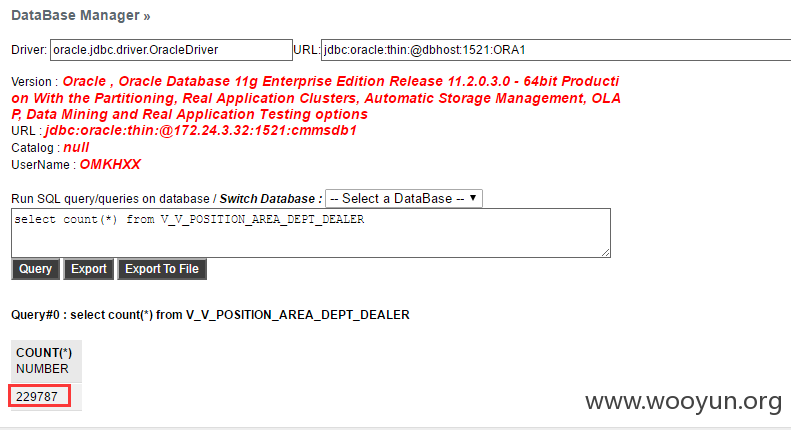 DataBase Manager »
Driver: oracle.jdbc.driver.OracleDriver URL: jdbc:oracle:thin:@dbhost:1521:ORA1
Version : Oracle , Oracle Database 11g Enterprise Edition Release 11.2.0.3.0 - 64bit Producti
on With the Partitioning, Real Application Clusters, Automatic Storage Management, OLA
P, Data Mining and Real Application Testing options
URL : jdbc:oracle:thin:@172.24.3.32:1521:cmmsdb1
Catalog : null
UserName : OMKHXX
Run SQL query/queries on database / Switch Database : -- Select a DataBase --
select count(*) from V_V_POSITION_AREA_DEPT_DEALER
Query Export Export To File
Query#0 : select count(*) from V_V_POSITION_AREA_DEPT_DEALER
COUNT(*)
NUMBER
229787
www.wooyun.org